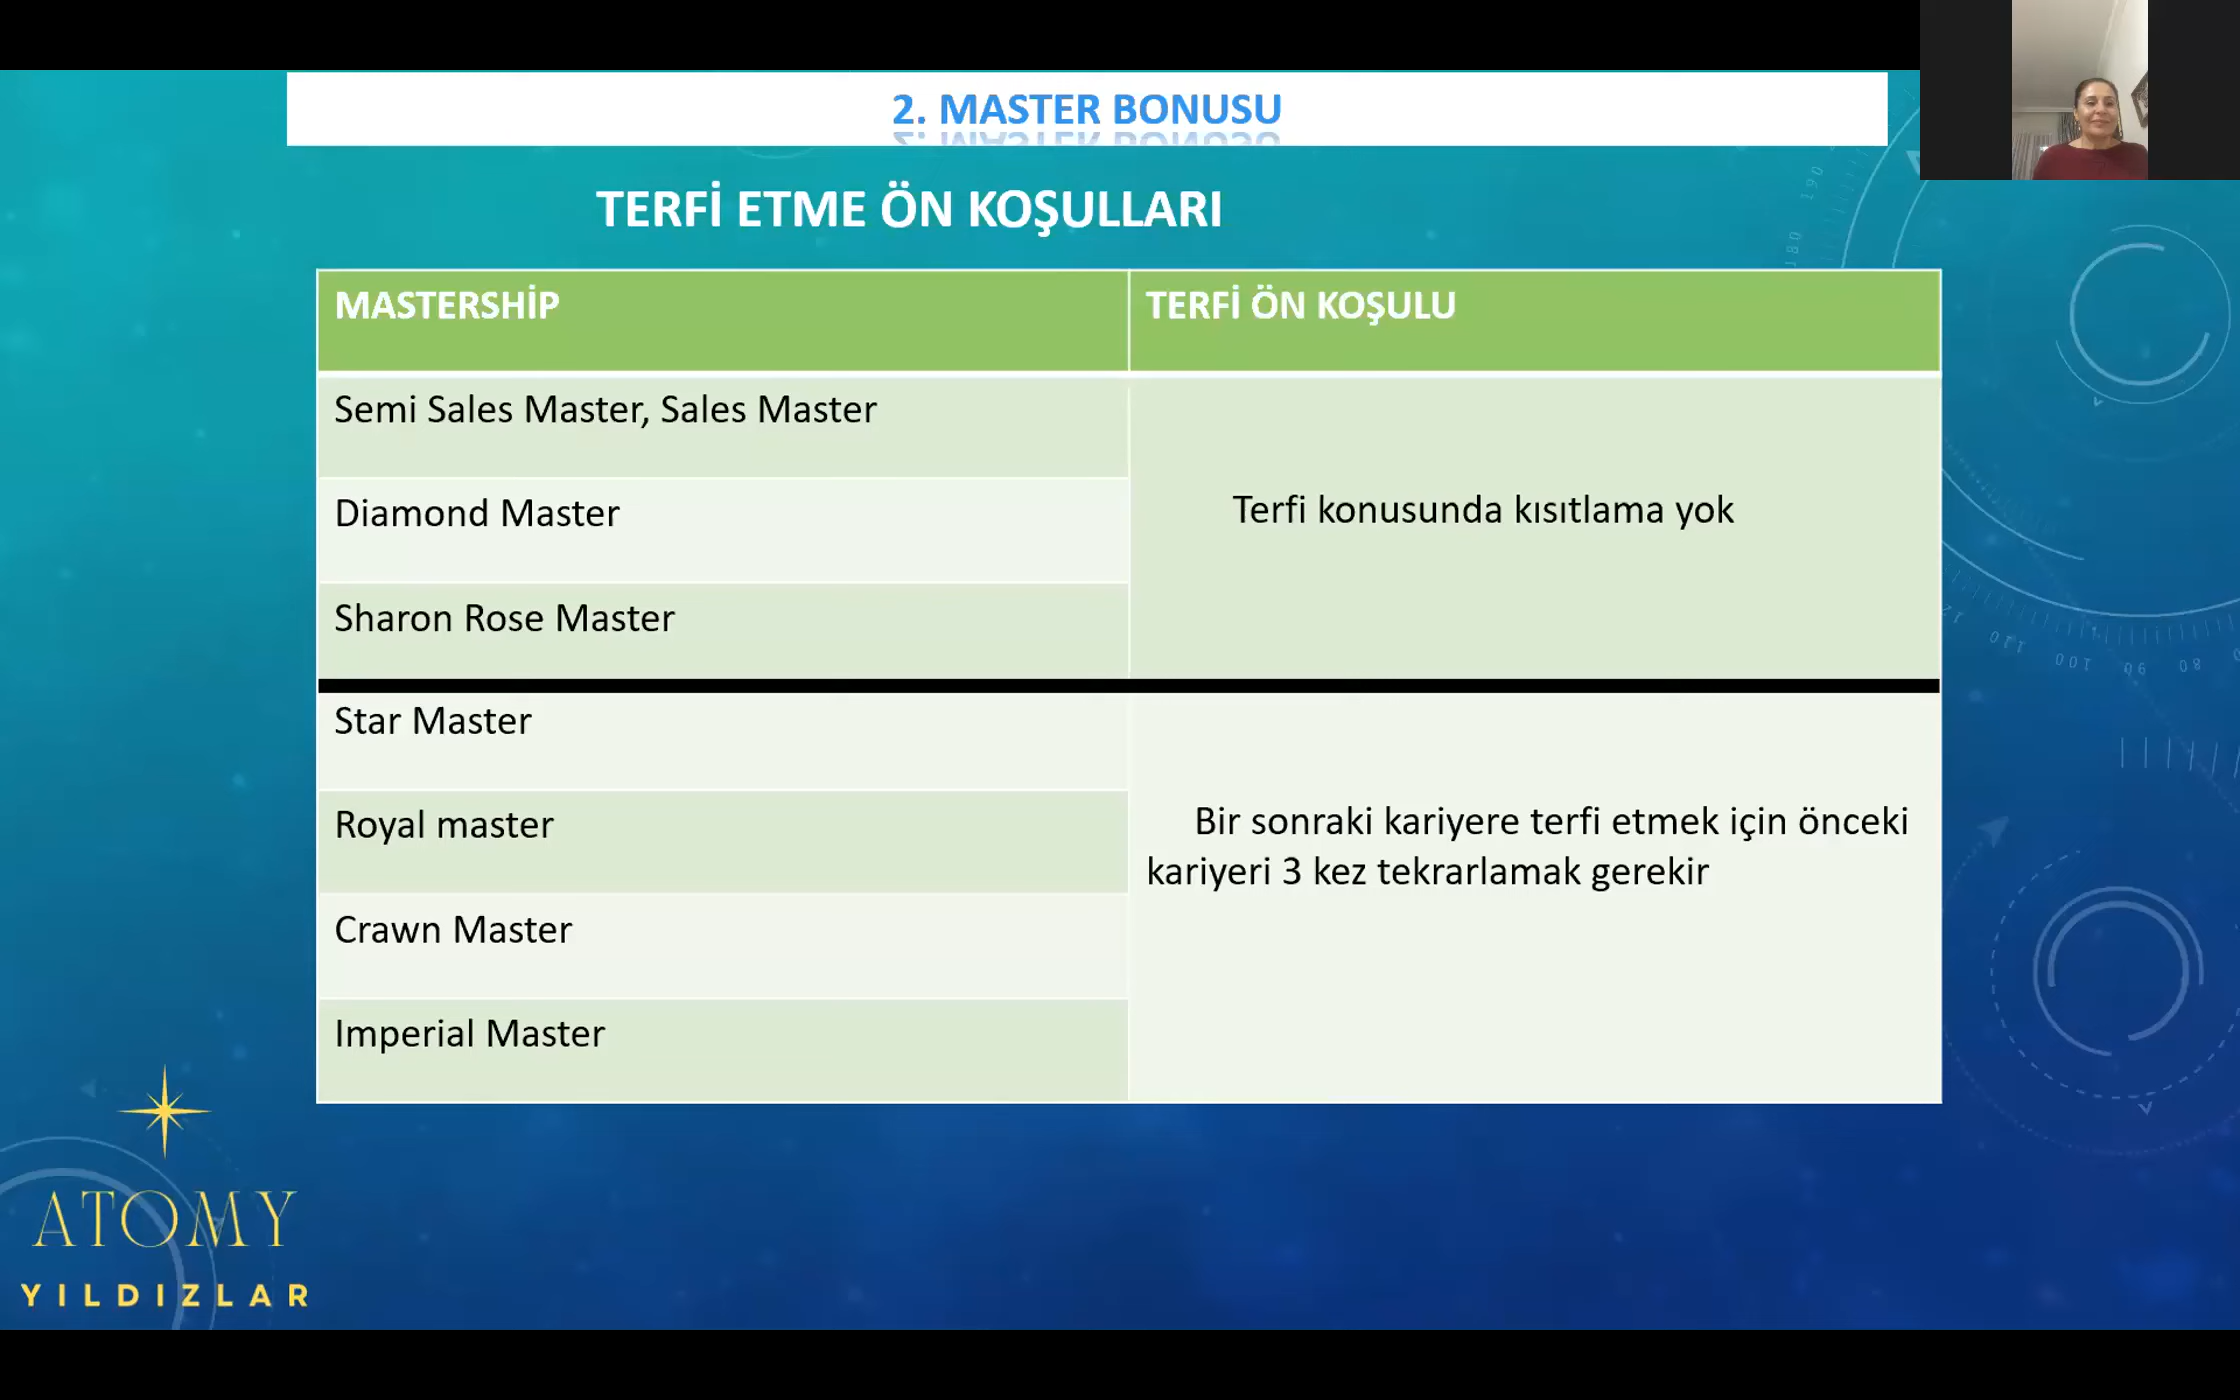 2. MASTER BONUSU
TERFİ ETME ÖN KOŞULLARI
MASTERSHİP
TERFİ ÖN KOŞULU
Semi Sales Master, Sales Master
Diamond Master
Terfi konusunda kısıtlama yok
Sharon Rose Master
Star Master
Royal master
Bir sonraki kariyere terfi etmek için önceki
kariyeri 3 kez tekrarlamak gerekir
Crawn Master
Imperial Master
ATOMY
YILDIZLAR